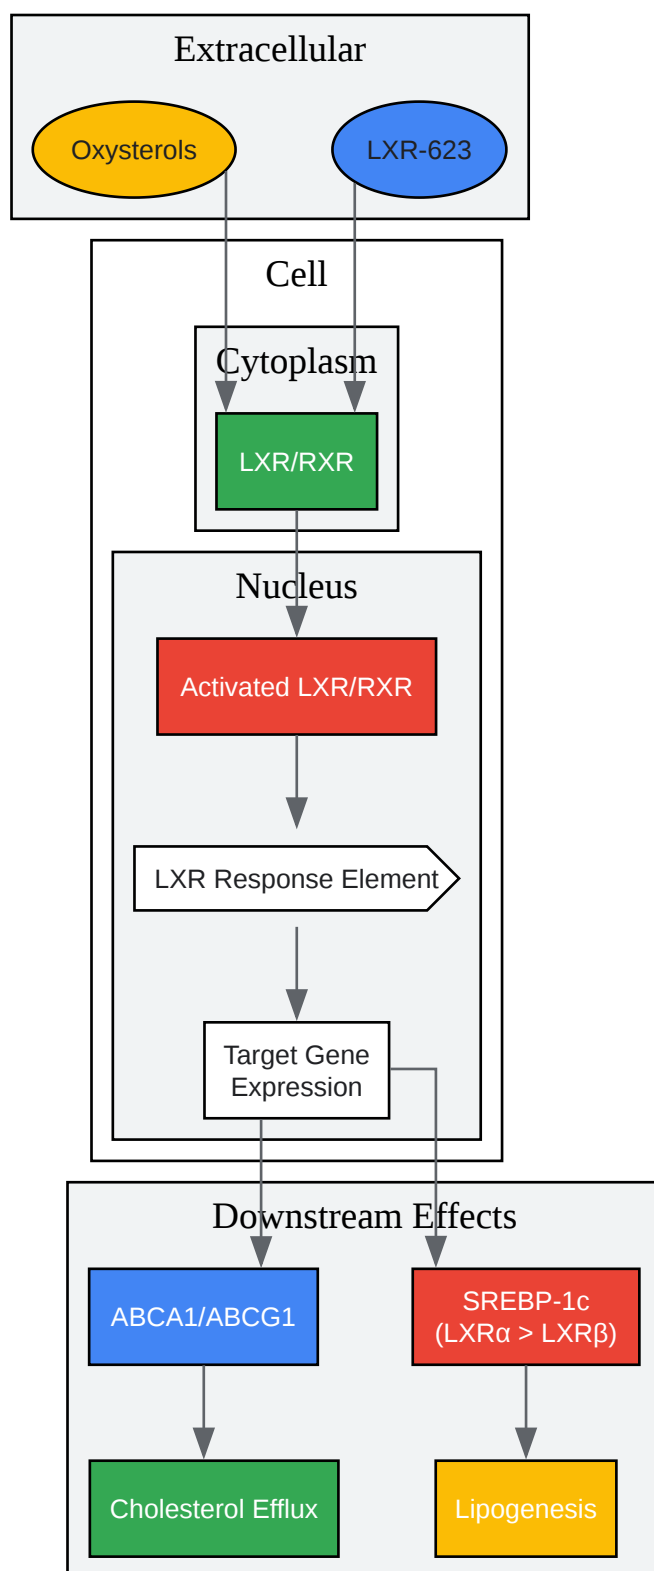 Extracellular
Oxysterols
LXR-623
Cell
Cytoplasm
LXR/RXR
Nucleus
Activated LXR/RXR
LXR Response Element
Target Gene
Expression
Downstream Effects
ABCA1/ABCG1
SREBP-1c
(LXRα > LXRβ)
Cholesterol Efflux
Lipogenesis